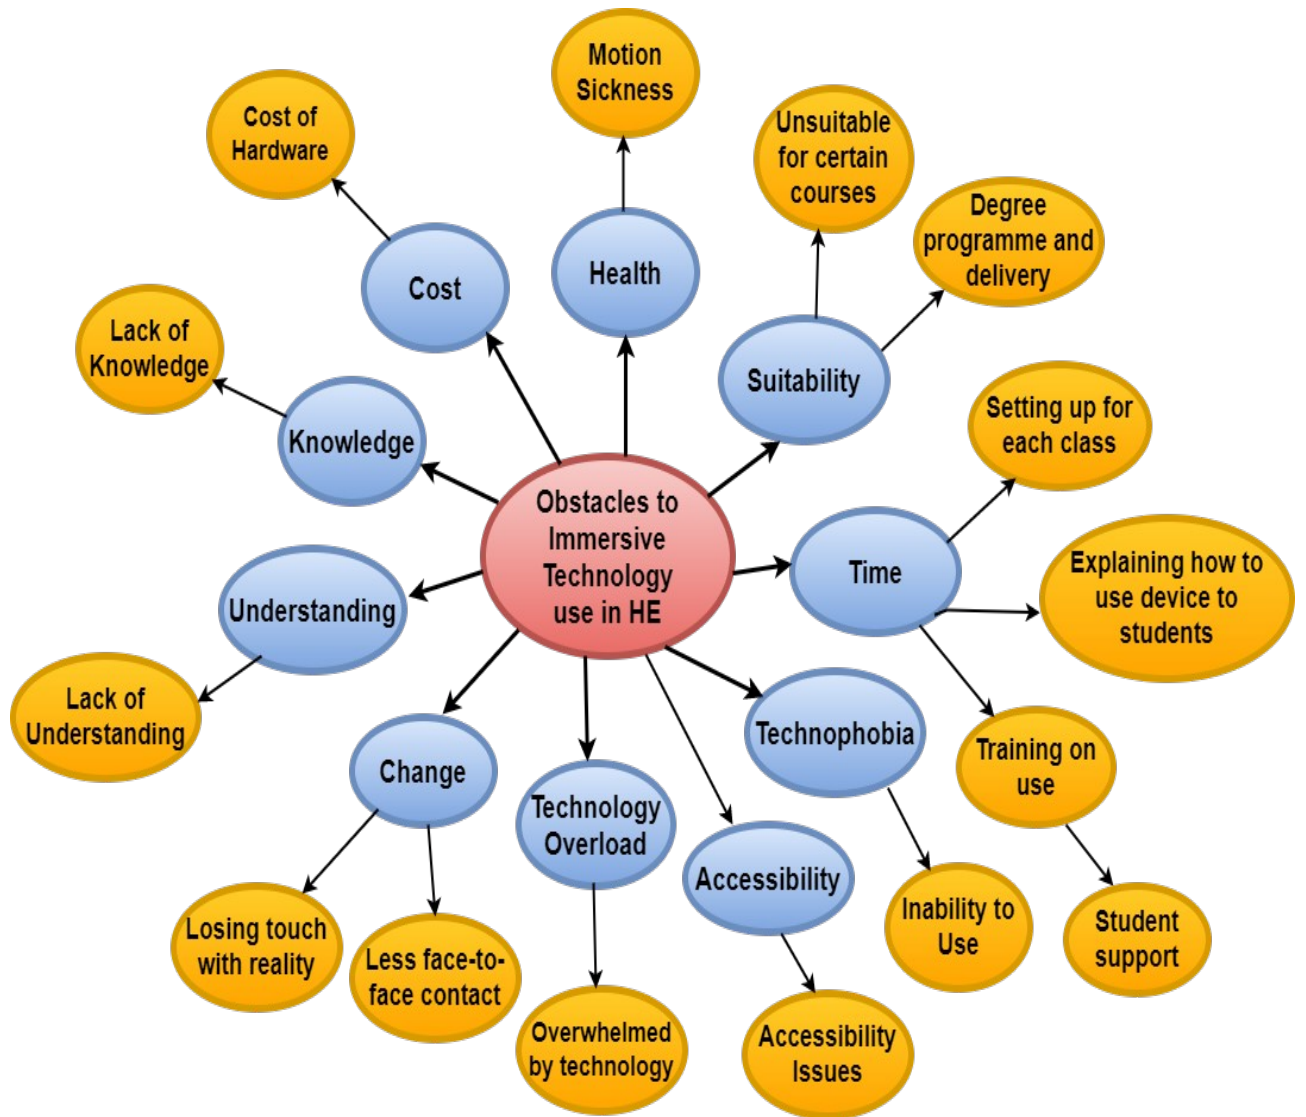 Motion
Sickness
Cost of
Hardware
Unsuitable
for certain
courses
Degree
programme and
delivery
Health
Cost
Lack of
Knowledge
Suitability
Setting up for
each class
Knowledge
Obstacles to
Immersive
Technology
use in HE
Time
Explaining how to
use device to
students
Understanding
Lack of
Understanding
Technophobia
Training on
use
Change
Technology
Overload
Accessibility
Inability to
Use
Student
support
Losing touch
with reality
Less face-to-
face contact
Overwhelmed
by technology
Accessibility
Issues